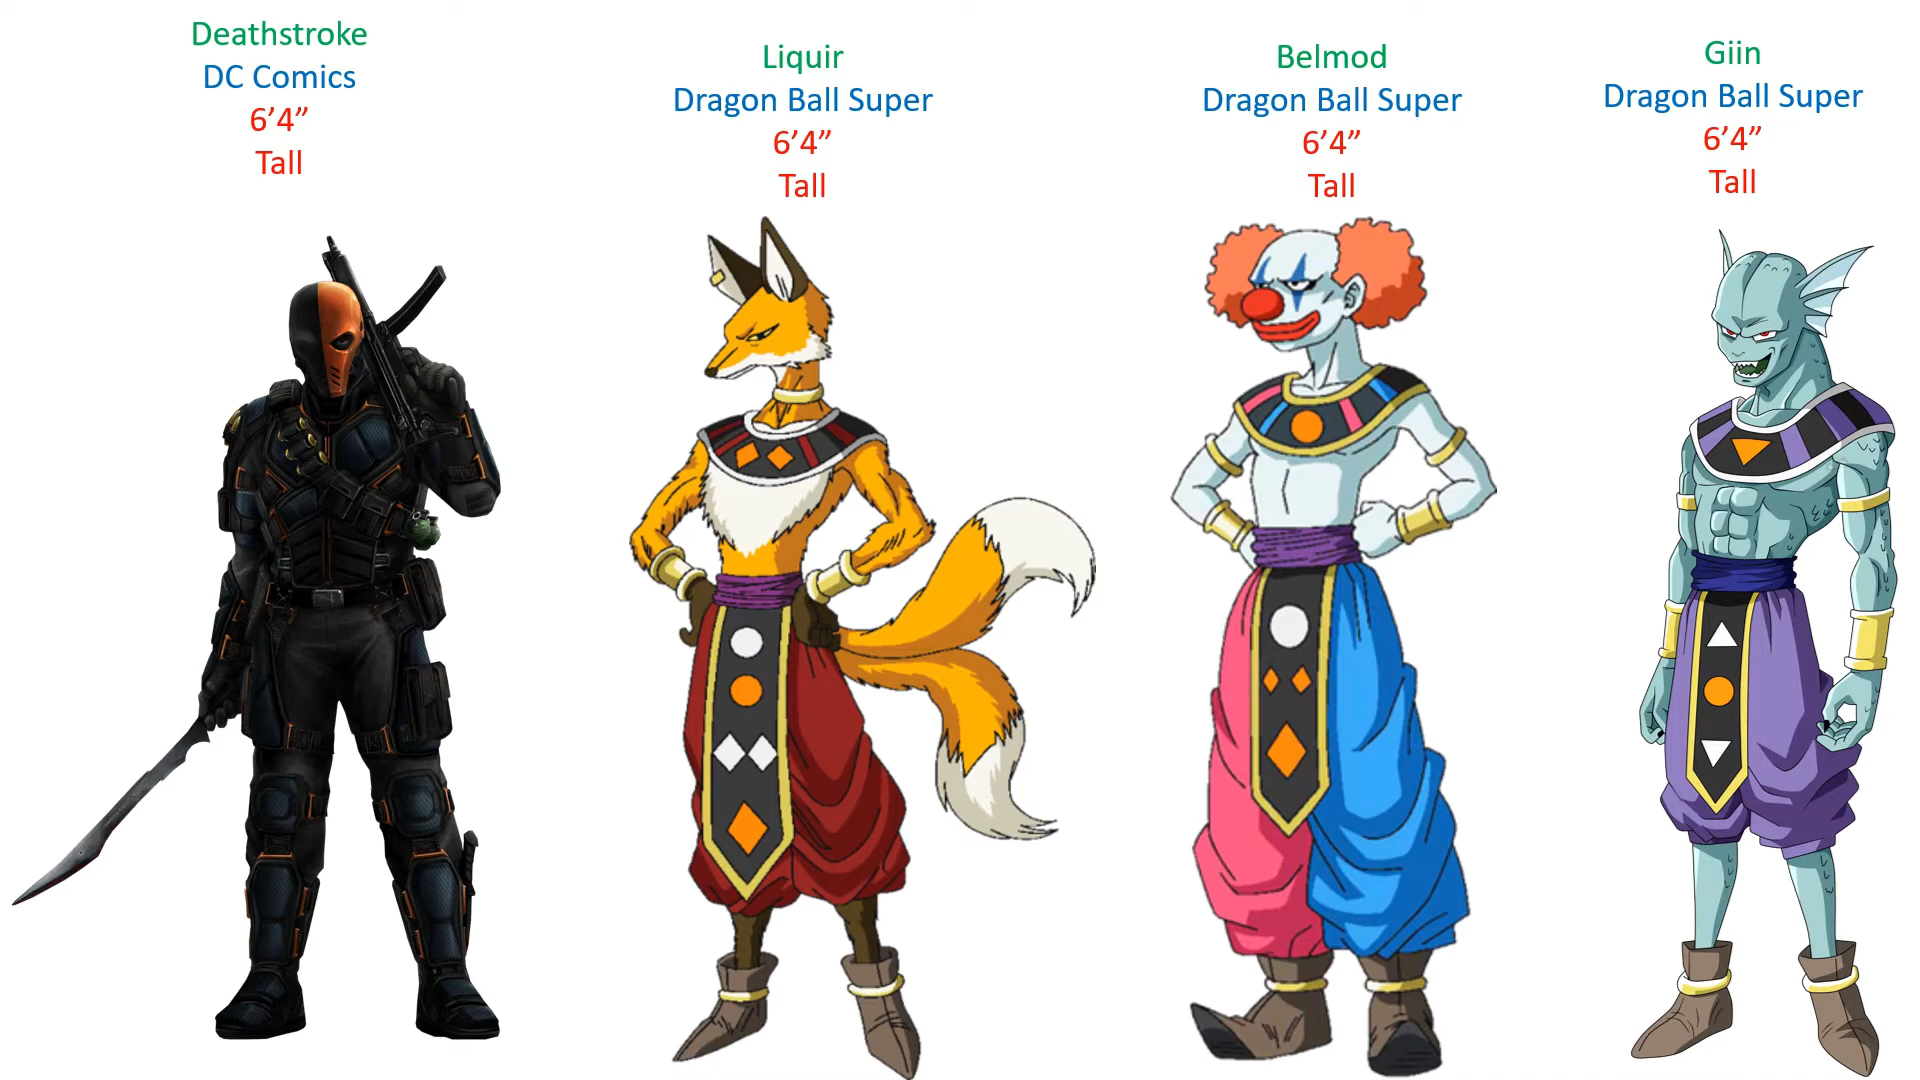 Deathstroke
DC Comics
6’4”
Tall
Liquir
Dragon Ball Super
6’4”
Tall
Belmod
Dragon Ball Super
6’4”
Tall
Giin
Dragon Ball Super
6’4”
Tall